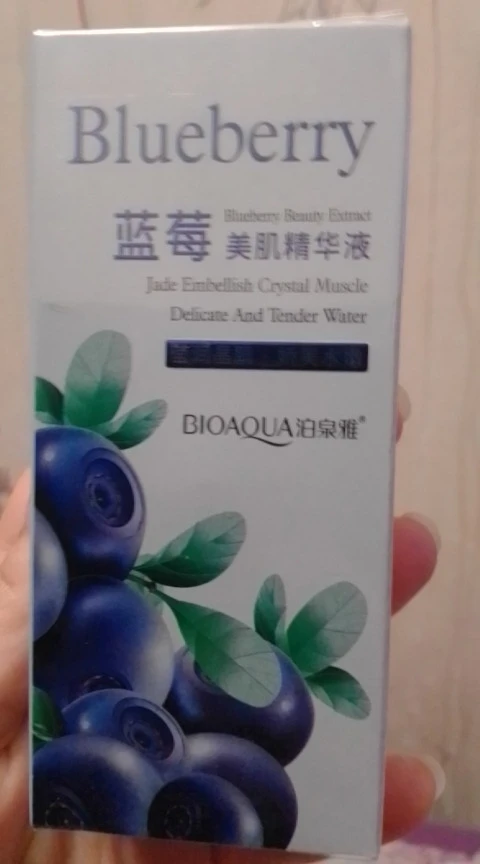 Blueberry
蓝莓 Blueberry Beauty Extract
美肌精华液
Jade Embellish Crystal Muscle
Delicate And Tender Water
BIOAQUA泊泉雅®